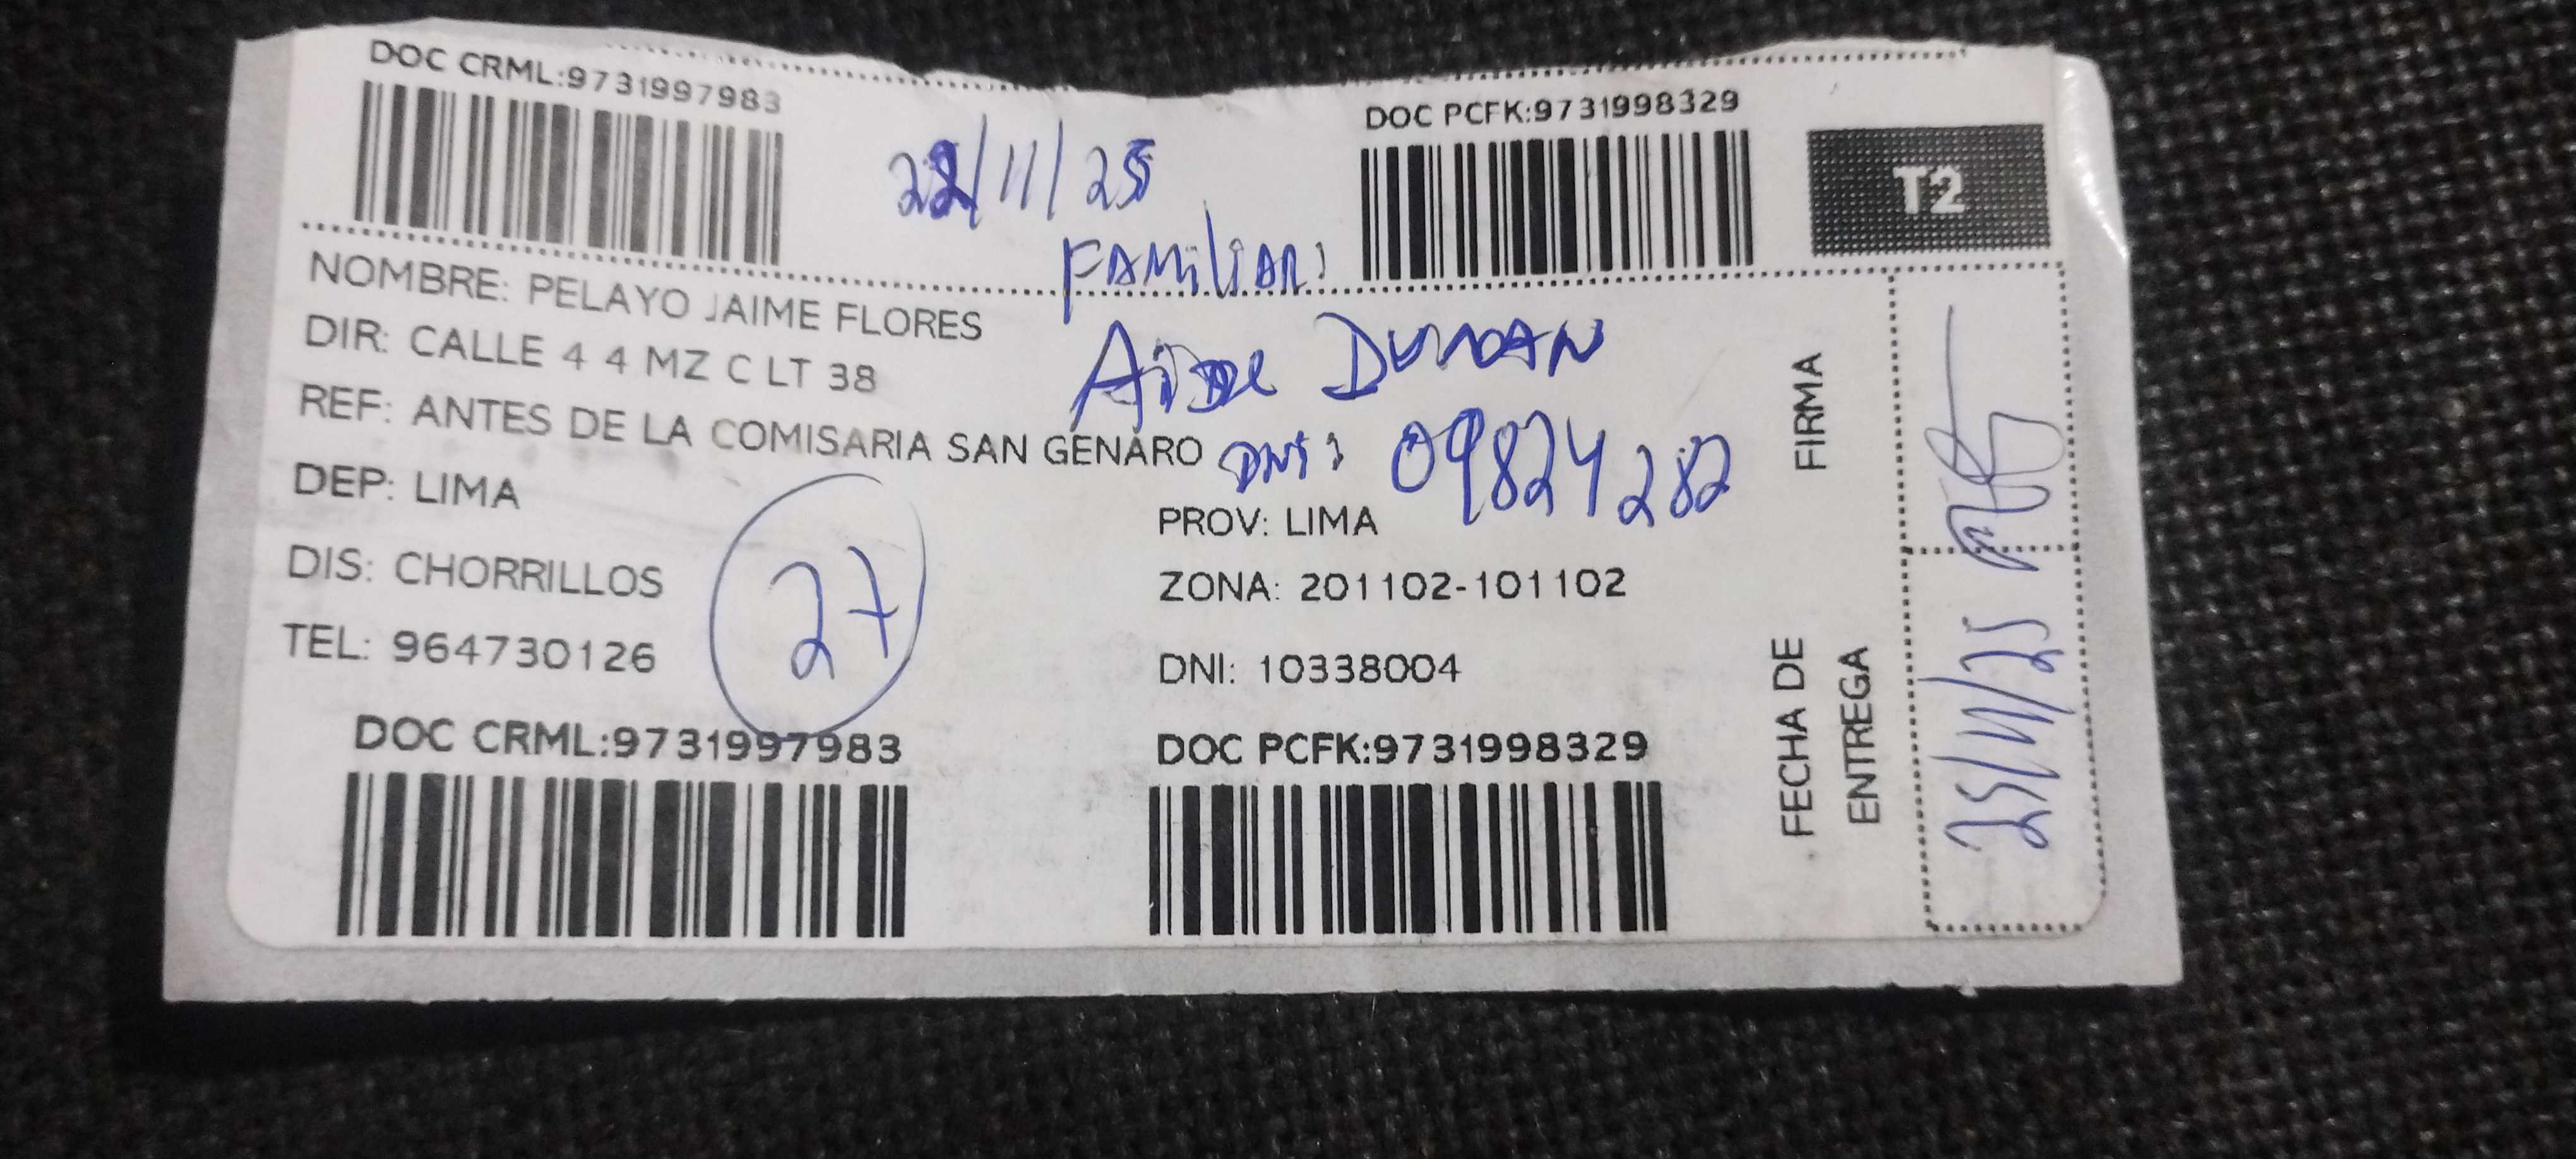 DOC CRML:9731997983
22/11/25
DOC PCFK:9731998329
T2
FAMiliAR:
NOMBRE: PELAYO JAIME FLORES
DIR: CALLE 4 4 MZ C LT 38
REF: ANTES DE LA COMISARIA SAN GENARO
DNI: 09824282
DEP: LIMA
PROV: LIMA
DIS: CHORRILLOS
ZONA: 201102-101102
TEL: 964730126
27
DNI: 10338004
DOC CRML:9731997983
DOC PCFK:9731998329
FIRMA
FECHA DE
ENTREGA
25/11/25